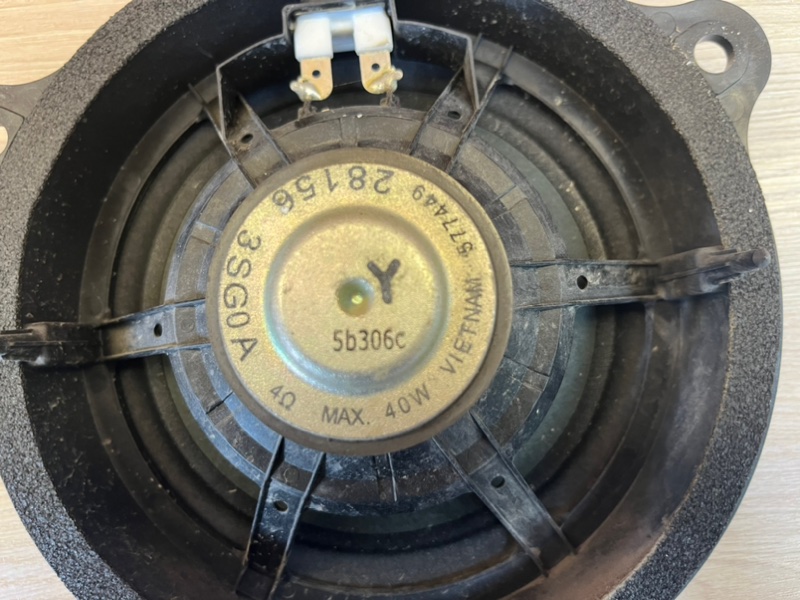 28156 3SG0A
577449
Y
5b306c
4Ω MAX. 40W VIETNAM